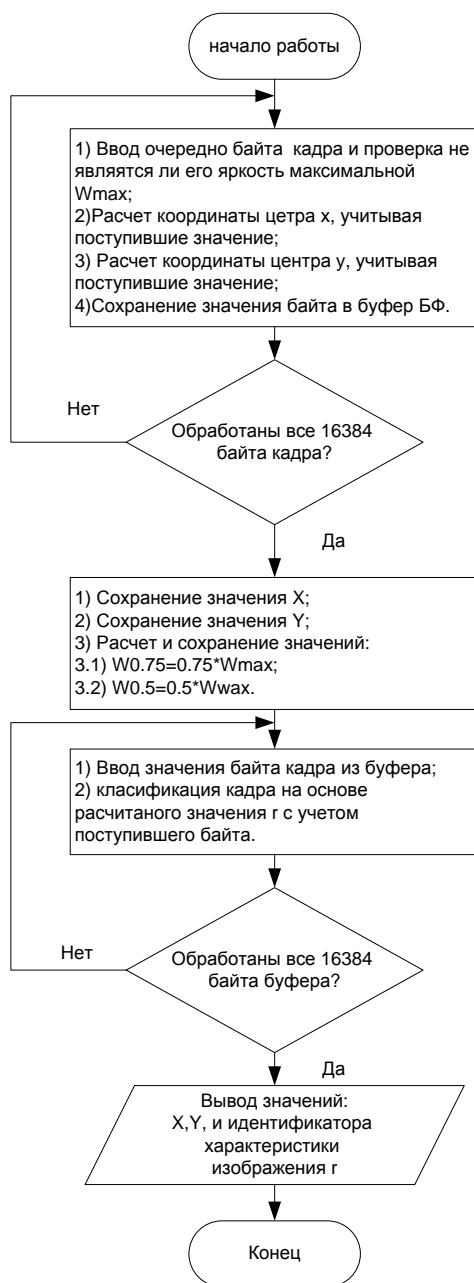 начало работы
1) Ввод очередно байта кадра и проверка не
являятся ли его яркость максимальной
Wmax;
2)Расчет координаты цетра x, учитывая
поступившие значение;
3) Расчет координаты центра y, учитывая
поступившие значение;
4)Сохранение значения байта в буфер БФ.
Нет
Обработаны все 16384
байта кадра?
Да
1) Сохранение значения X;
2) Сохранение значения Y;
3) Расчет и сохранение значений:
3.1) W0.75=0.75*Wmax;
3.2) W0.5=0.5*Wwax.
1) Ввод значения байта кадра из буфера;
2) класификация кадра на основе
расчитаного значения r с учетом
поступившего байта.
Нет
Обработаны все 16384
байта буфера?
Да
Вывод значений:
X,Y, и идентификатора
характеристики
изображения r
Конец